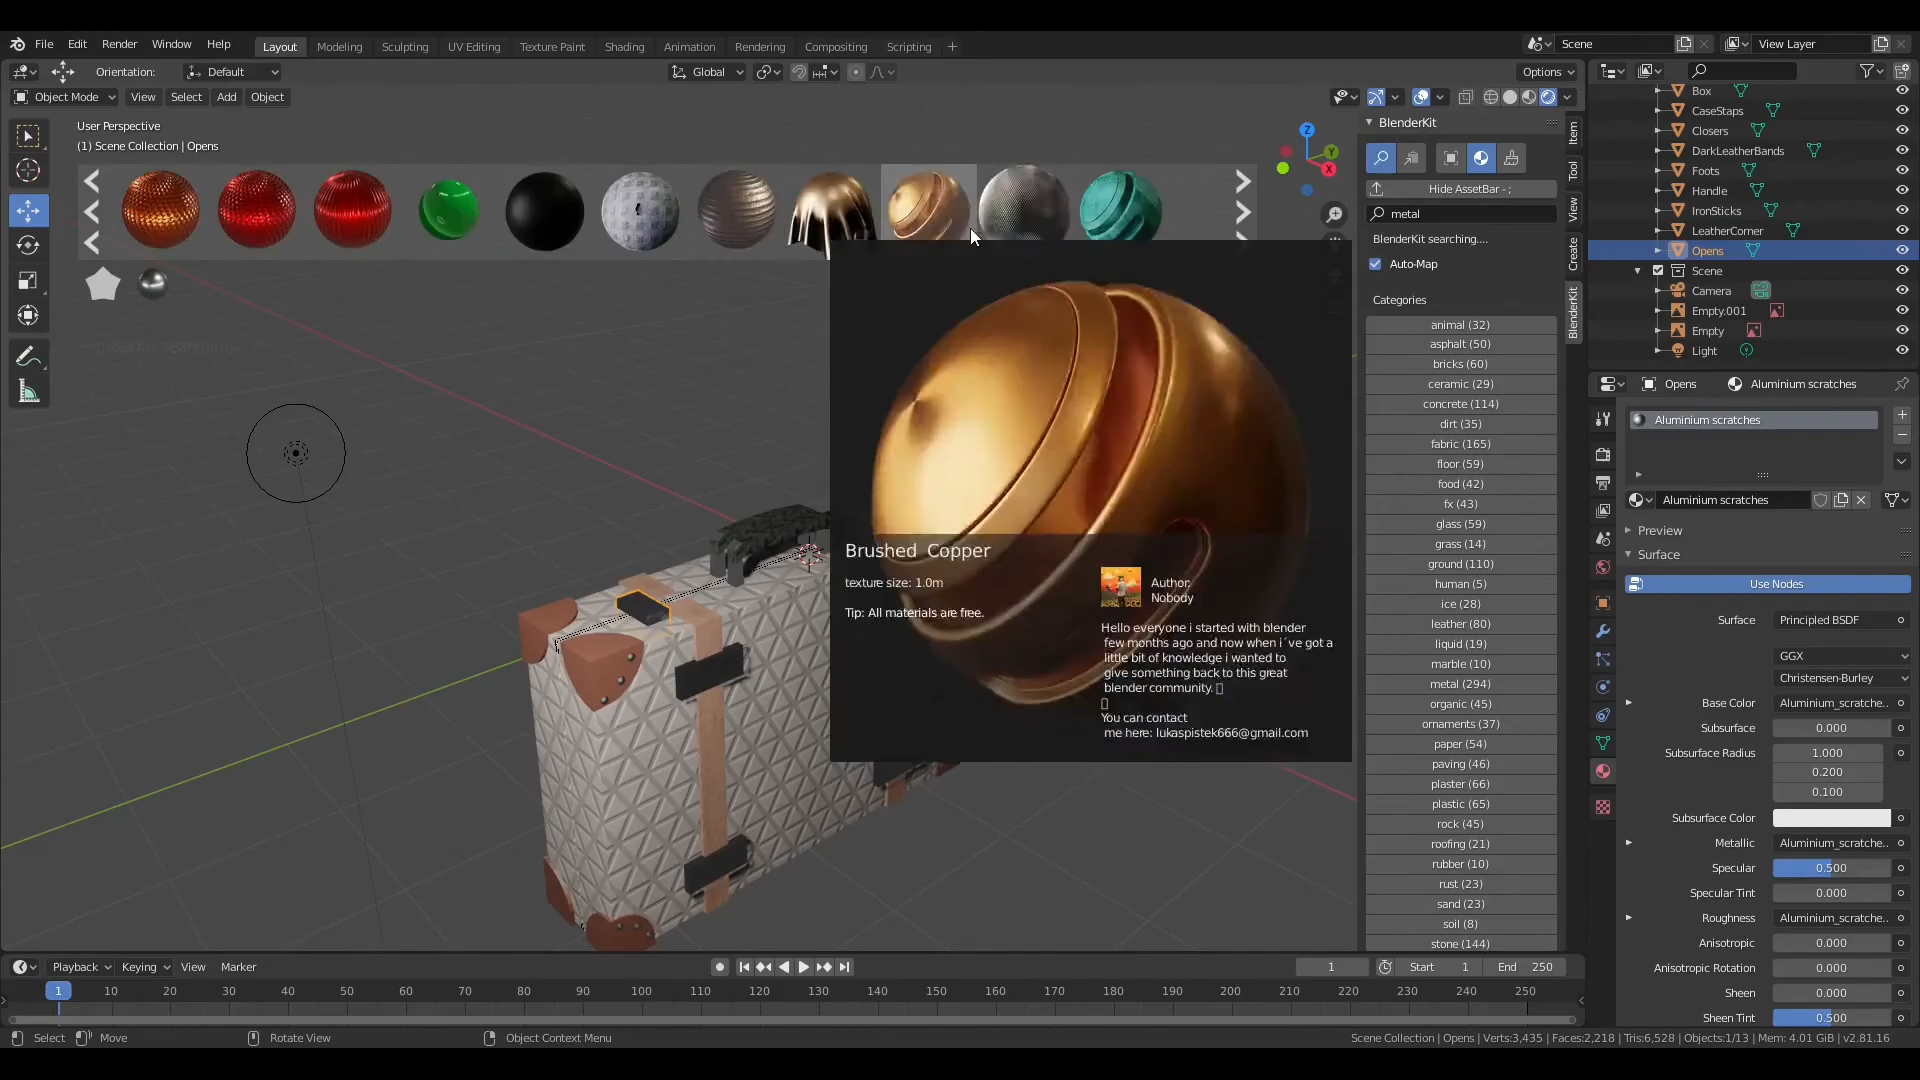 File Edit Render Window Help Layout Modeling Sculpting UV Editing Texture Paint Shading Animation Rendering Compositing Scripting + Scene View Layer
Orientation: Default Global Options
Object Mode View Select Add Object
User Perspective
(1) Scene Collection | Opens
BlenderKit
Hide AssetBar - ;
metal
BlenderKit searching....
Auto-Map
Categories
animal (32)
asphalt (50)
bricks (60)
ceramic (29)
concrete (114)
dirt (35)
fabric (165)
floor (59)
food (42)
fx (43)
glass (59)
grass (14)
ground (110)
human (5)
ice (28)
leather (80)
liquid (19)
marble (10)
metal (294)
organic (45)
ornaments (37)
paper (54)
paving (46)
plaster (66)
plastic (65)
rock (45)
roofing (21)
rubber (10)
rust (23)
sand (23)
soil (8)
stone (144)
Item
Tool
View
Create
BlenderKit
Z
Y
X
Brushed Copper
texture size: 1.0m
Tip: All materials are free.
Author:
Nobody
Hello everyone i started with blender
few months ago and now when i´ve got a
little bit of knowledge i wanted to
give something back to this great
blender community.
You can contact
me here: lukaspistek666@gmail.com
Box
CaseStaps
Closers
DarkLeatherBands
Foots
Handle
IronSticks
LeatherCorner
Opens
Scene
Camera
Empty.001
Empty
Light
Opens Aluminium scratches
Aluminium scratches
Aluminium scratches
Preview
Surface
Use Nodes
Surface Principled BSDF
GGX
Christensen-Burley
Base Color Aluminium_scratche..
Subsurface 0.000
Subsurface Radius 1.000
0.200
0.100
Subsurface Color
Metallic Aluminium_scratche..
Specular 0.500
Specular Tint 0.000
Roughness Aluminium_scratche..
Anisotropic 0.000
Anisotropic Rotation 0.000
Sheen 0.000
Sheen Tint 0.500
Playback Keying View Marker 1 Start 1 End 250
1 10 20 30 40 50 60 70 80 90 100 110 120 130 140 150 160 170 180 190 200 210 220 230 240 250
Select Move Rotate View Object Context Menu Scene Collection | Opens | Verts:3,435 | Faces:2,218 | Tris:6,528 | Objects:1/13 | Mem: 4.01 GiB | v2.81.16